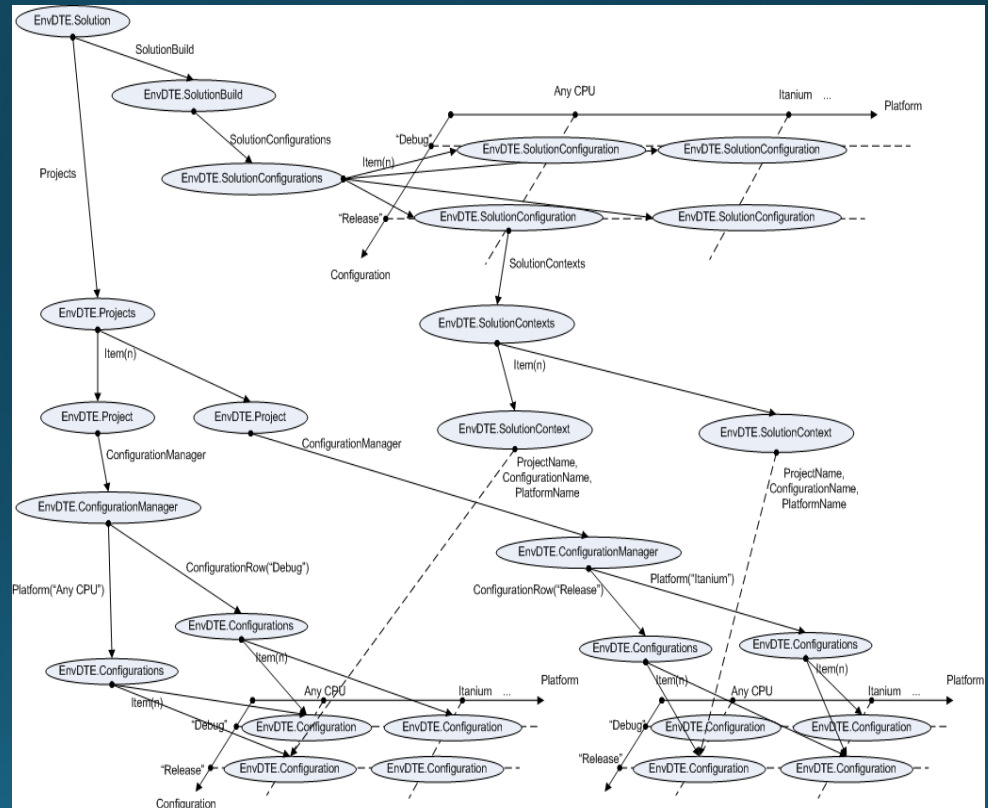 EnvDTE.Solution
SolutionBuild
EnvDTE.SolutionBuild
Any CPU
Itanium ...
Platform
"Debug"
SolutionConfigurations
EnvDTE.SolutionConfiguration
EnvDTE.SolutionConfiguration
Item(n)
Projects
EnvDTE.SolutionConfigurations
"Release"
EnvDTE.SolutionConfiguration
EnvDTE.SolutionConfiguration
Configuration
SolutionContexts
EnvDTE.Projects
EnvDTE.SolutionContexts
Item(n)
Item(n)
EnvDTE.Project
EnvDTE.Project
EnvDTE.SolutionContext
EnvDTE.SolutionContext
ConfigurationManager
ConfigurationManager
ProjectName,
ConfigurationName,
PlatformName
ProjectName,
ConfigurationName,
PlatformName
EnvDTE.ConfigurationManager
EnvDTE.ConfigurationManager
ConfigurationRow("Debug")
Platform("Any CPU")
ConfigurationRow("Release")
Platform("Itanium")
EnvDTE.Configurations
EnvDTE.Configurations
EnvDTE.Configurations
EnvDTE.Configurations
Item(n)
Item(n)
Item(n)
Item(n)
Any CPU
Itanium ...
Platform
Any CPU
Itanium ...
Platform
"Debug"
EnvDTE.Configuration
EnvDTE.Configuration
"Debug"
EnvDTE.Configuration
EnvDTE.Configuration
"Release"
EnvDTE.Configuration
EnvDTE.Configuration
"Release"
EnvDTE.Configuration
EnvDTE.Configuration
Configuration